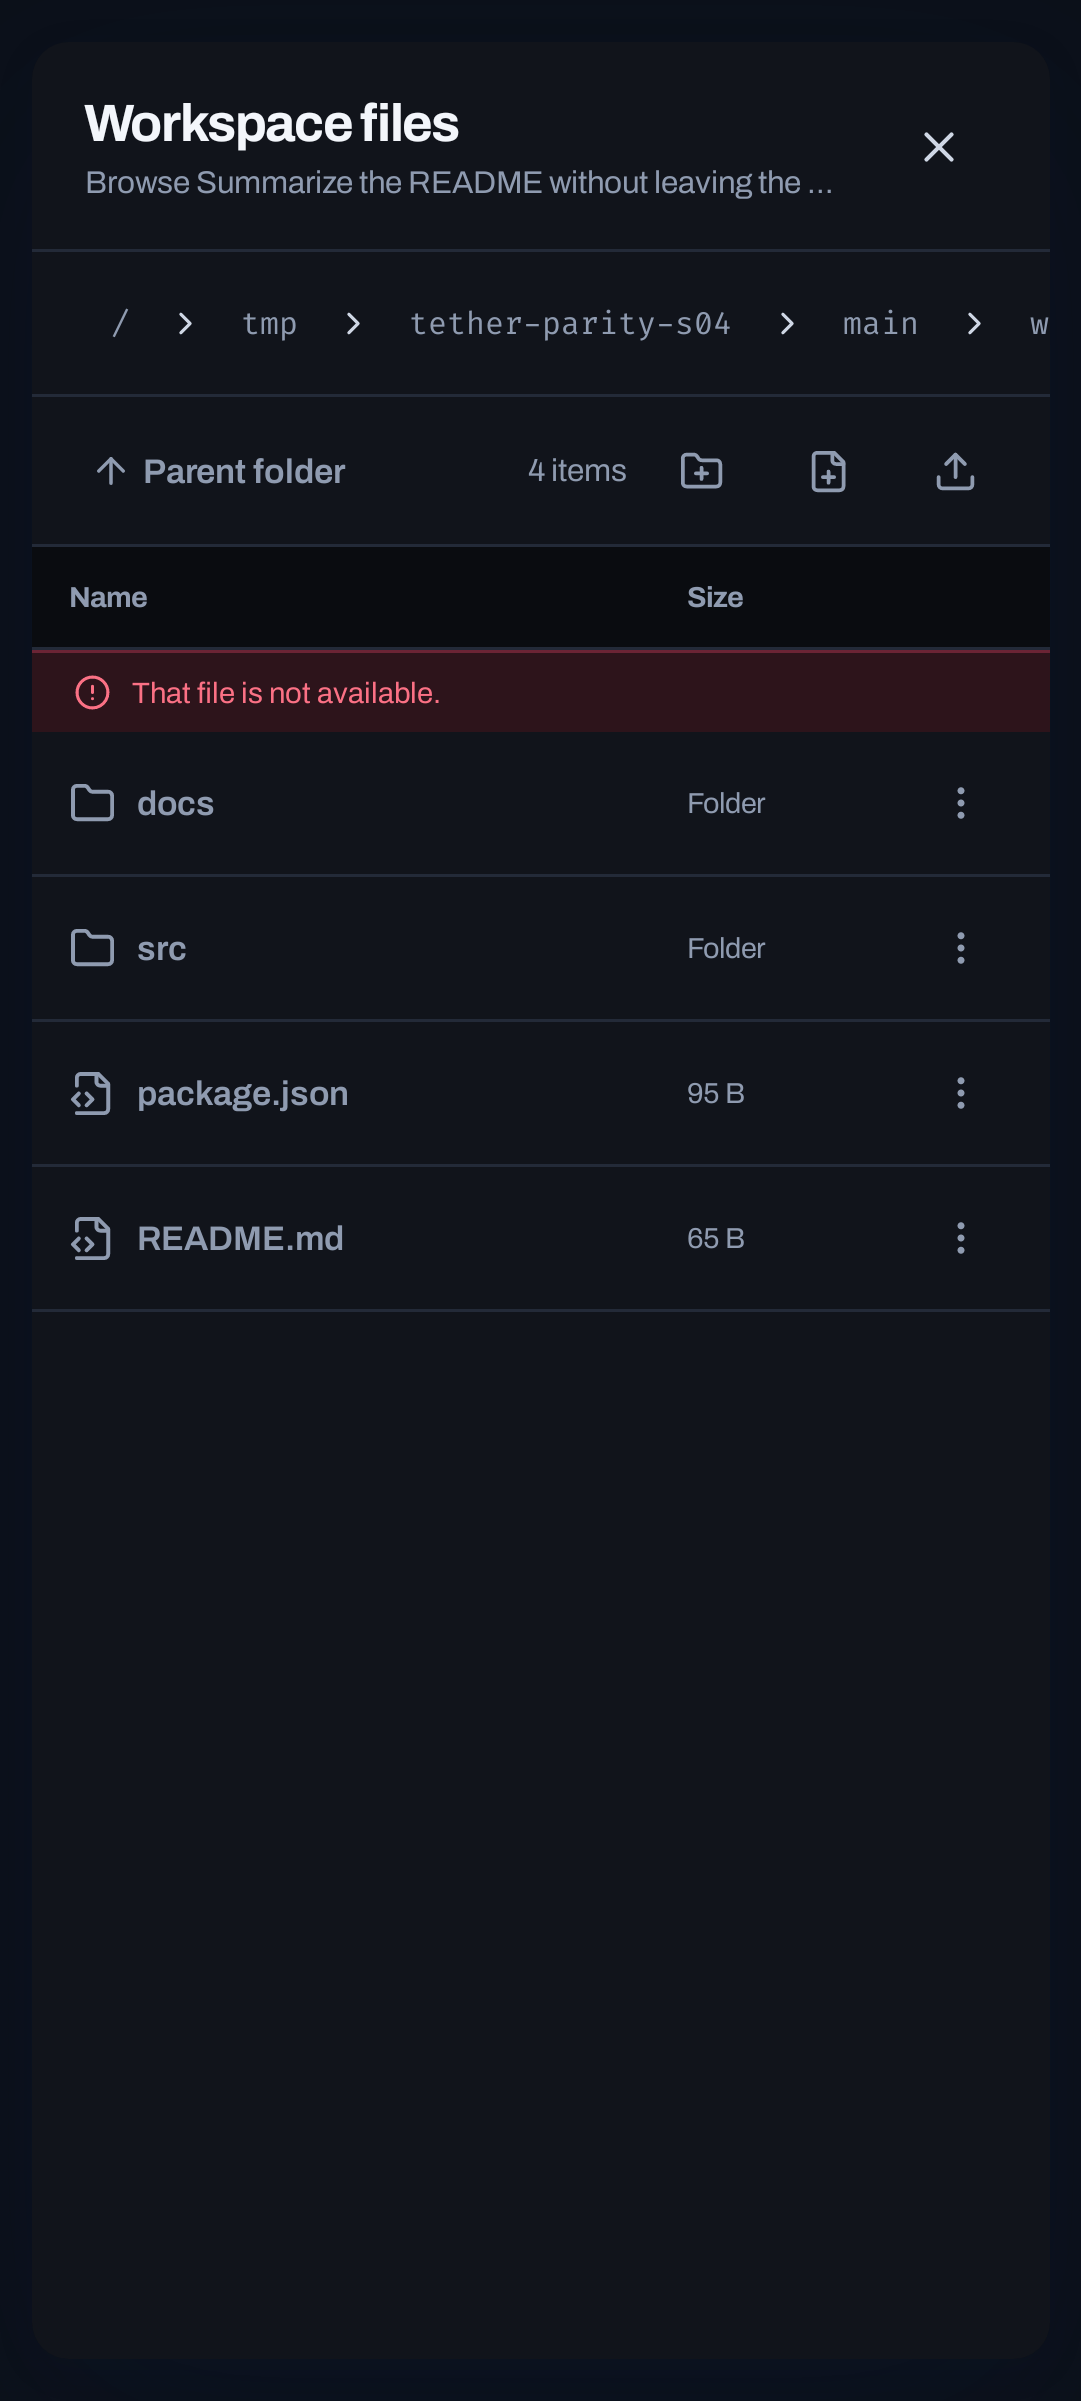 Workspace files
Browse Summarize the README without leaving the ...
/ > tmp > tether-parity-s04 > main > w
Parent folder 4 items
Name Size
That file is not available.
docs Folder
src Folder
package.json 95 B
README.md 65 B